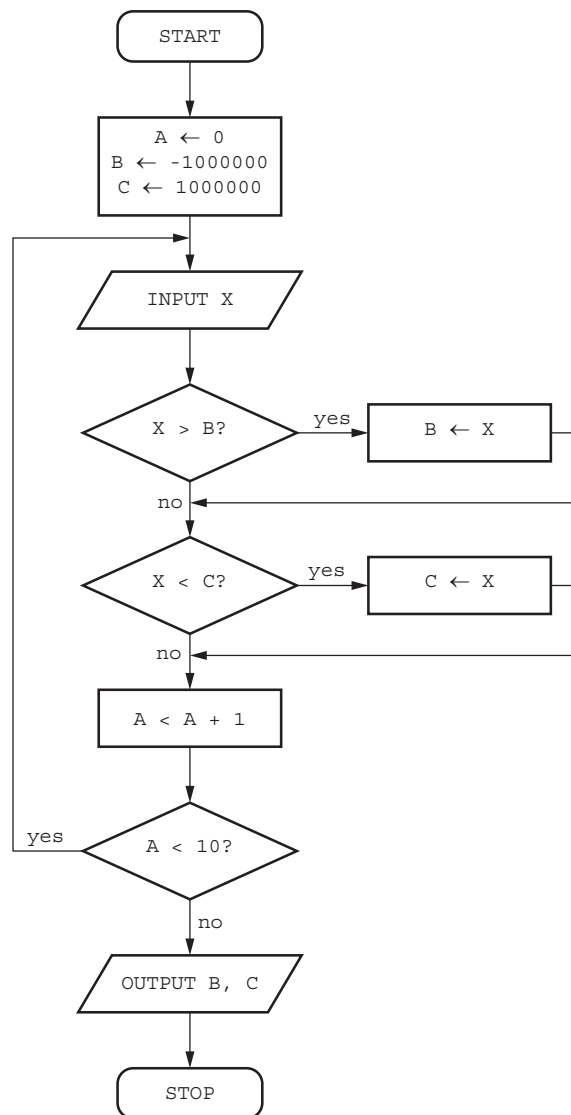 START
A ← 0
B ← -1000000
C ← 1000000
INPUT X
X > B?
yes
B ← X
no
X < C?
yes
C ← X
no
A < A + 1
yes
A < 10?
no
OUTPUT B, C
STOP